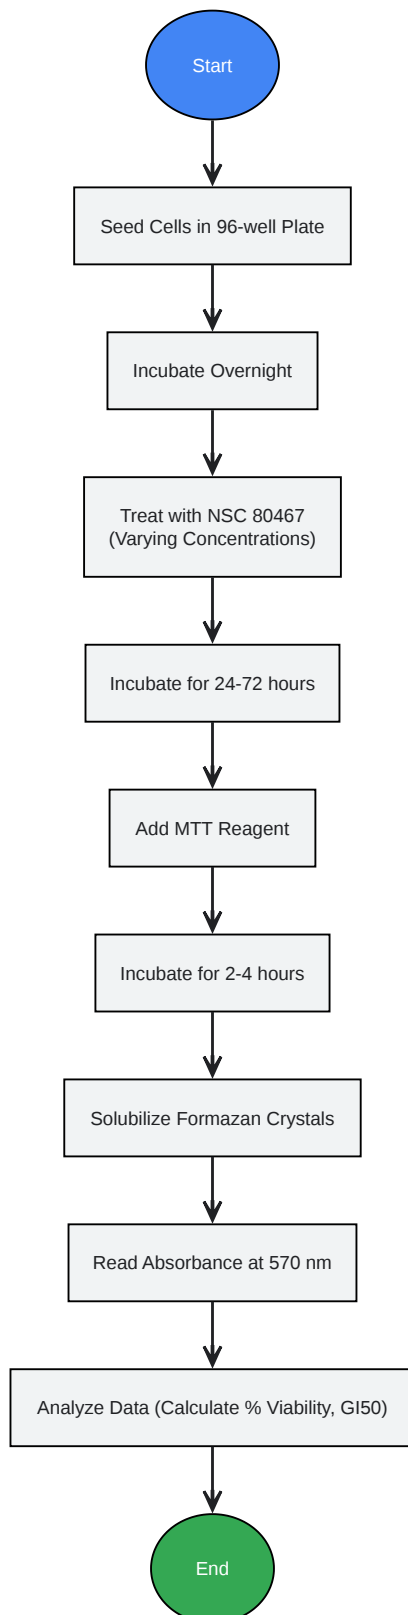 Start
Seed Cells in 96-well Plate
Incubate Overnight
Treat with NSC 80467
(Varying Concentrations)
Incubate for 24-72 hours
Add MTT Reagent
Incubate for 2-4 hours
Solubilize Formazan Crystals
Read Absorbance at 570 nm
Analyze Data (Calculate % Viability, GI50)
End